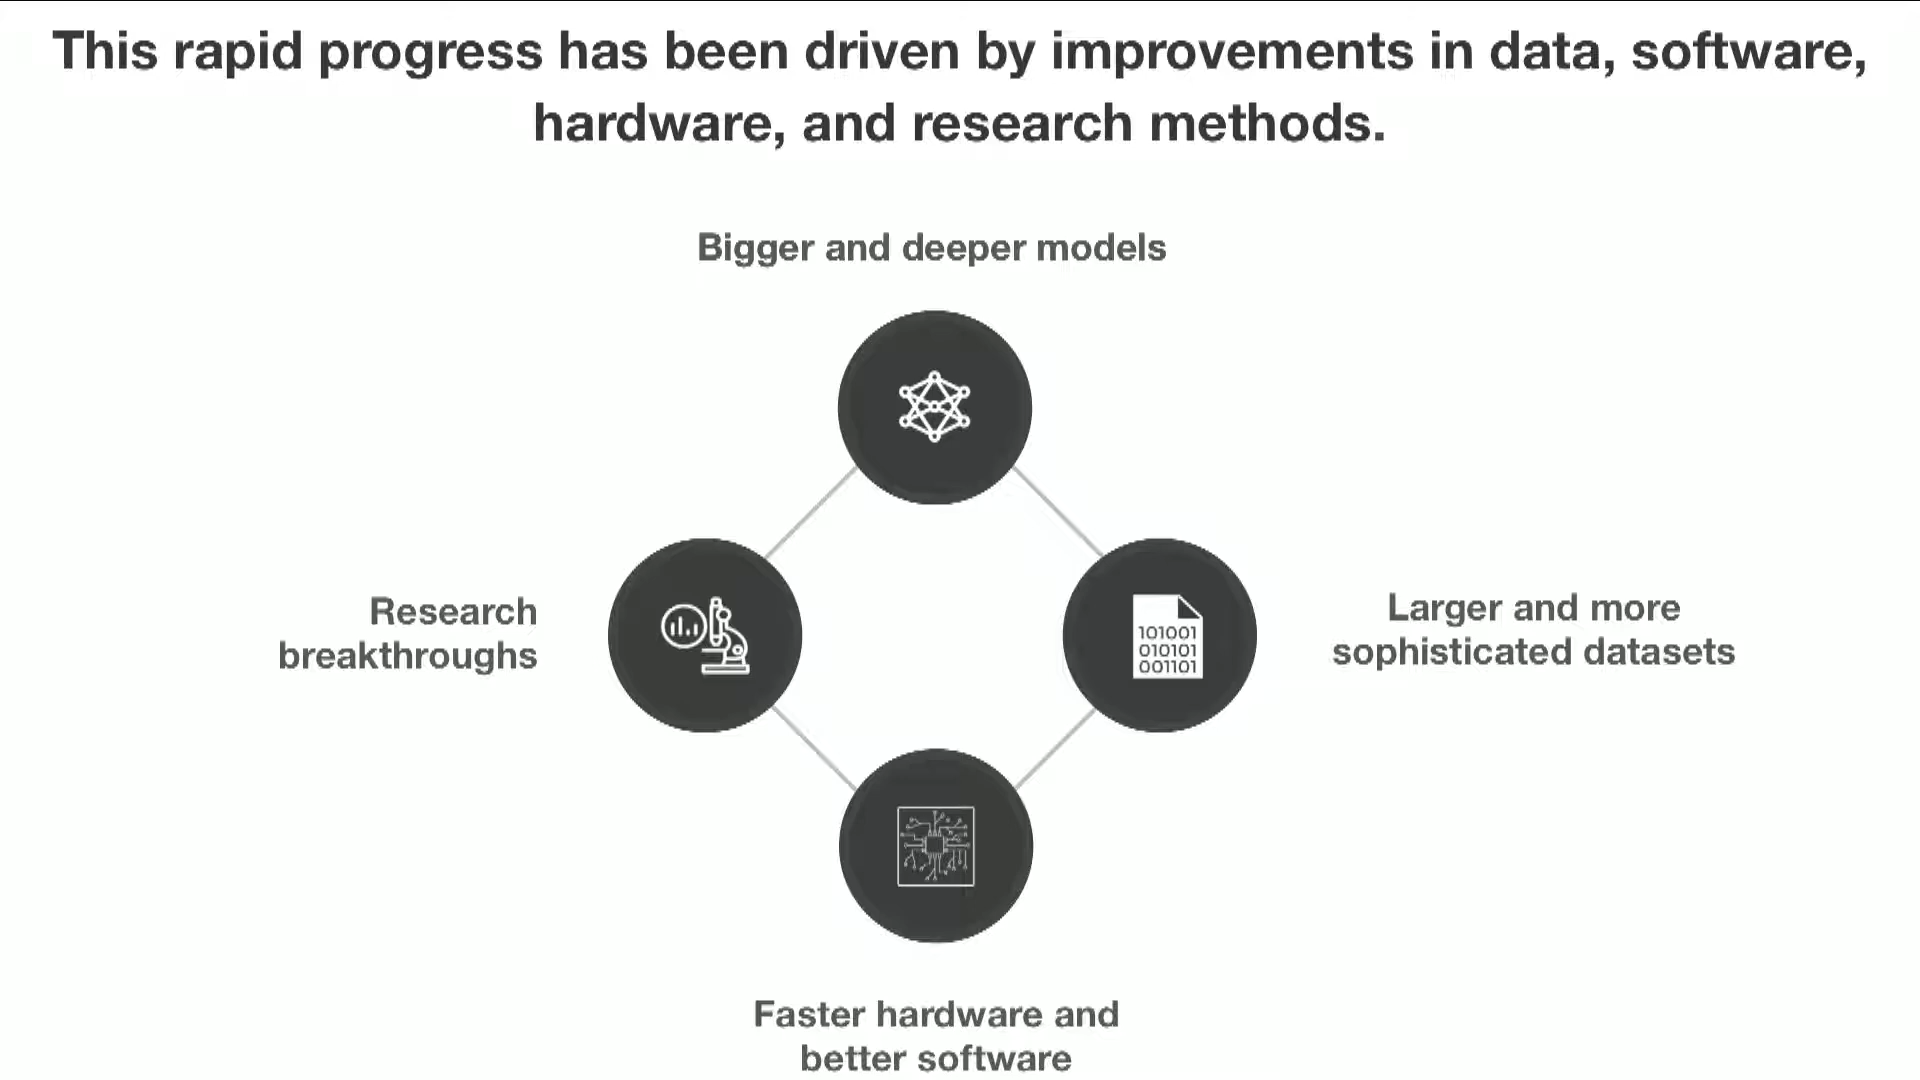 This rapid progress has been driven by improvements in data, software,
hardware, and research methods.
Bigger and deeper models
Research
breakthroughs
101001
010101
001101
Larger and more
sophisticated datasets
Faster hardware and
better software